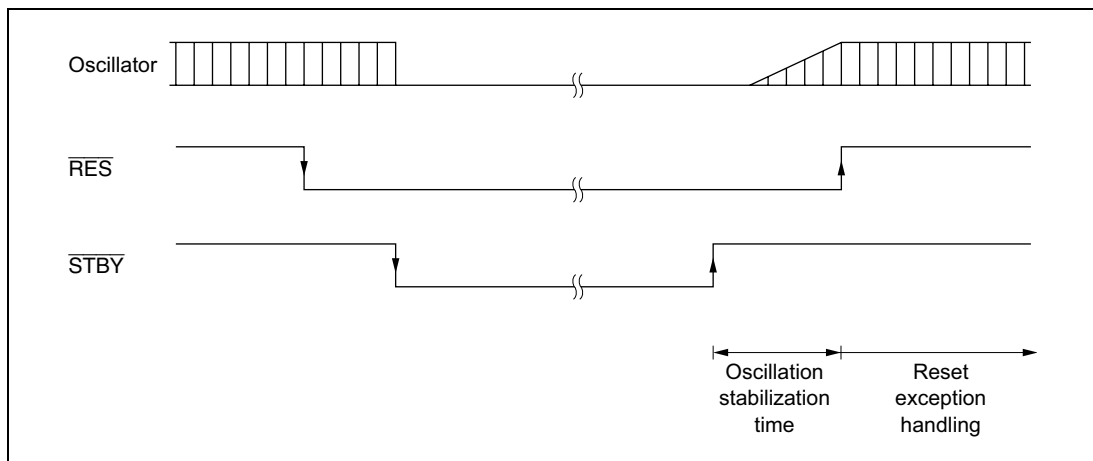 Oscillator
RES
STBY
Oscillation
stabilization
time
Reset
exception
handling